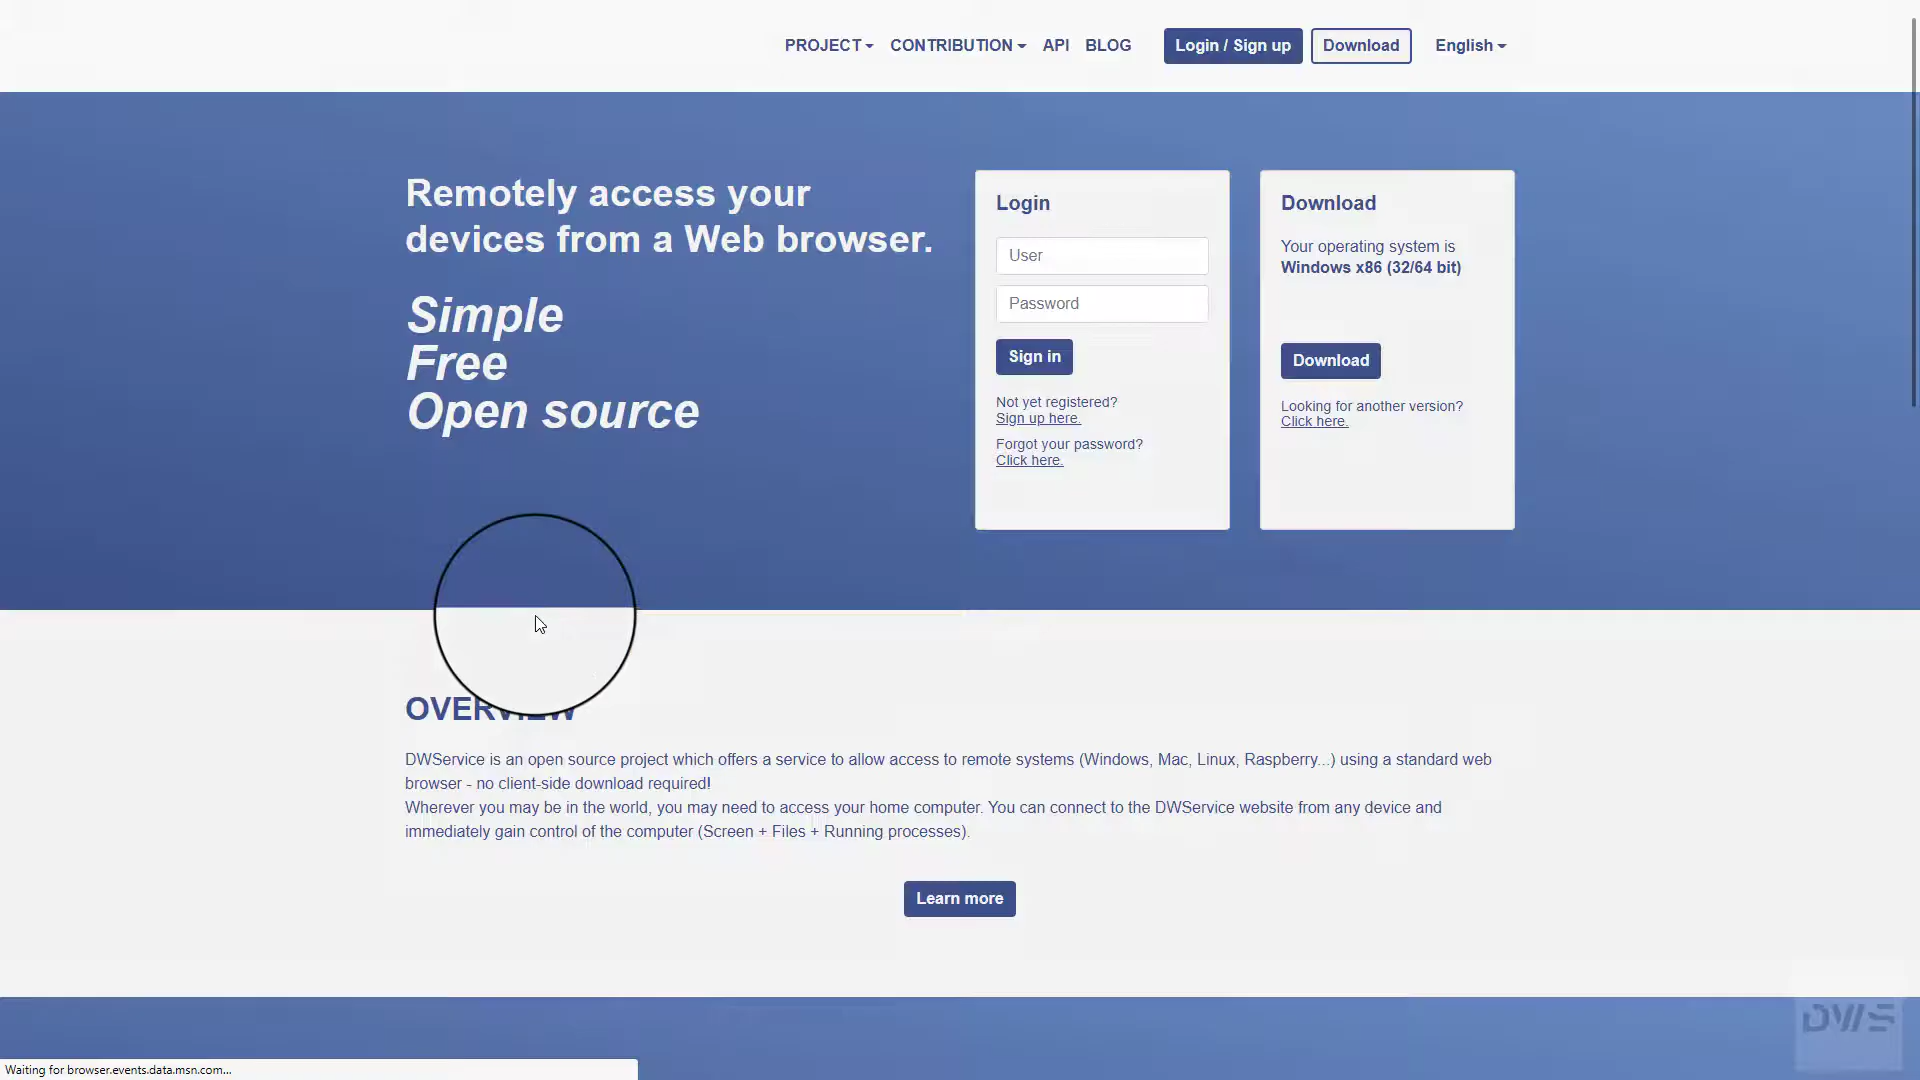 PROJECT CONTRIBUTION API BLOG Login / Sign up Download English
Remotely access your
devices from a Web browser.
Simple
Free
Open source
Login
User
Password
Sign in
Not yet registered?
Sign up here.
Forgot your password?
Click here.
Download
Your operating system is
Windows x86 (32/64 bit)
Download
Looking for another version?
Click here.
OVERVIEW
DWService is an open source project which offers a service to allow access to remote systems (Windows, Mac, Linux, Raspberry...) using a standard web
browser - no client-side download required!
Wherever you may be in the world, you may need to access your home computer. You can connect to the DWService website from any device and
immediately gain control of the computer (Screen + Files + Running processes).
Learn more
DWS
Waiting for browser.events.data.msn.com...